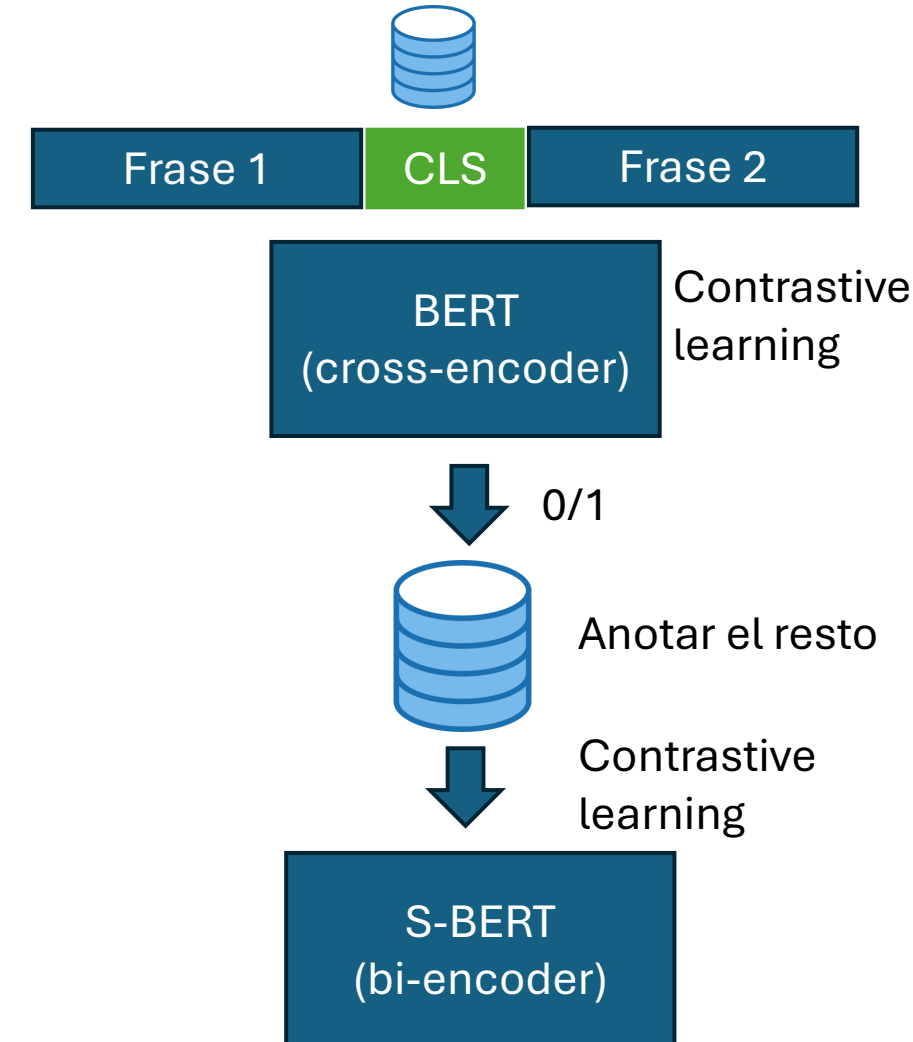 Frase 1
CLS
Frase 2
BERT
(cross-encoder)
Contrastive
learning
0/1
Anotar el resto
Contrastive
learning
S-BERT
(bi-encoder)